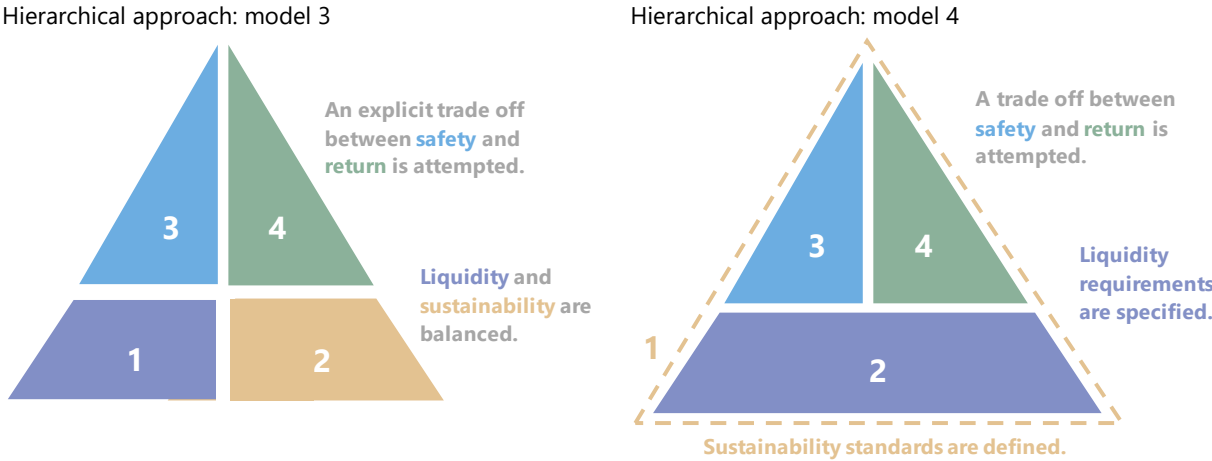 Hierarchical approach: model 3
An explicit trade off
between safety and
return is attempted.
3
4
Liquidity and
sustainability are
balanced.
1
2
Hierarchical approach: model 4
A trade off between
safety and return is
attempted.
3
4
Liquidity
requirements
are specified.
1
2
Sustainability standards are defined.